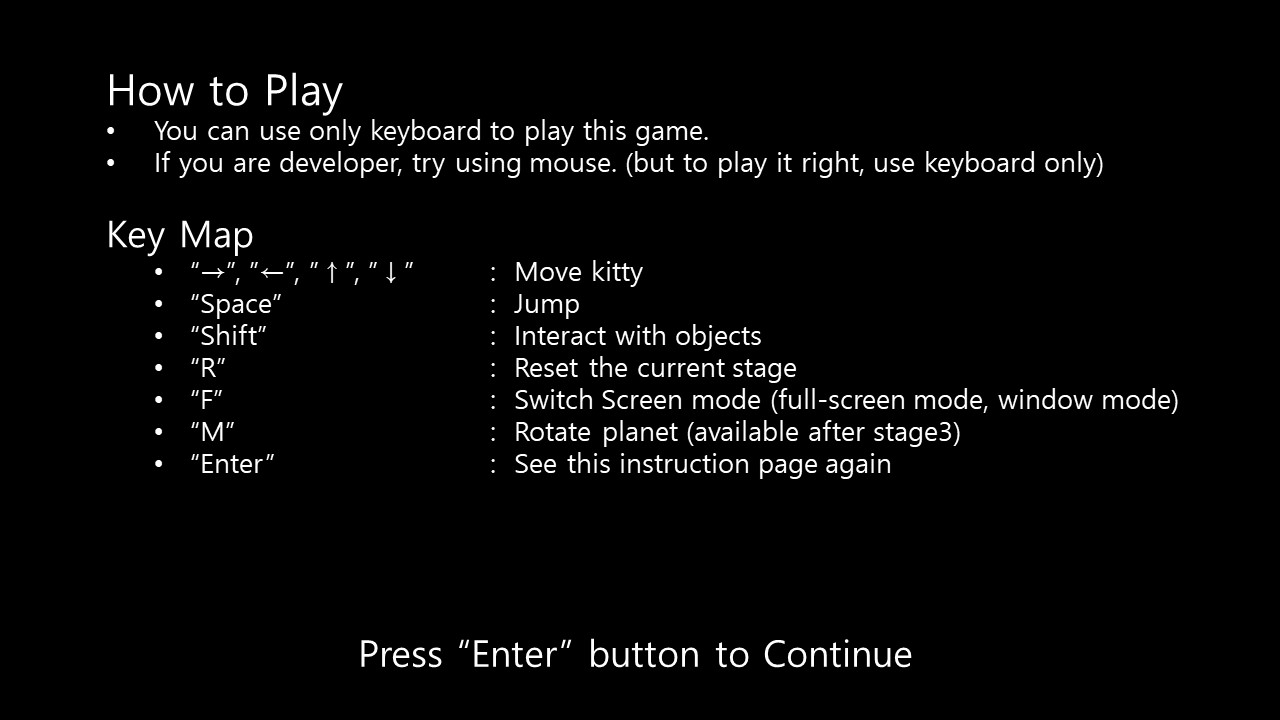 How to Play
• You can use only keyboard to play this game.
• If you are developer, try using mouse. (but to play it right, use keyboard only)
Key Map
• “→”, ”←”, ”↑”, ”↓” : Move kitty
• “Space” : Jump
• “Shift” : Interact with objects
• “R” : Reset the current stage
• “F” : Switch Screen mode (full-screen mode, window mode)
• “M” : Rotate planet (available after stage3)
• “Enter” : See this instruction page again
Press “Enter” button to Continue